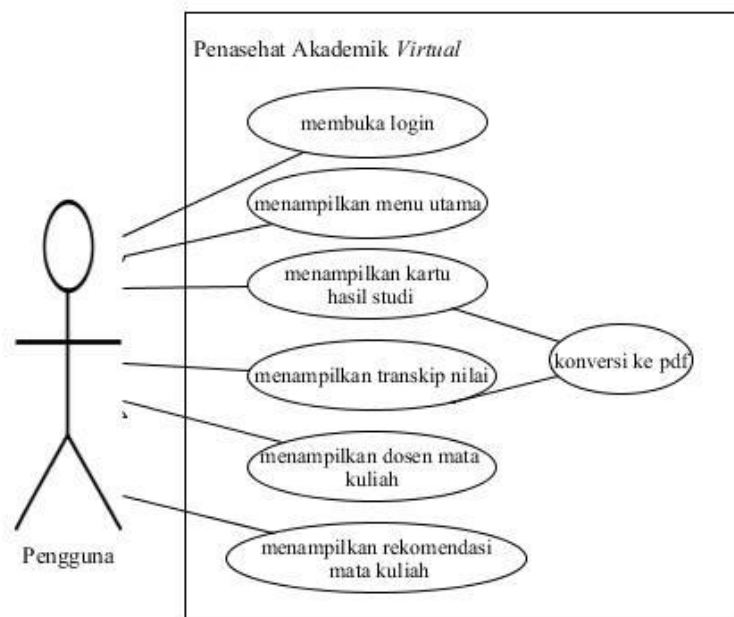 Penasehat Akademik Virtual
membuka login
menampilkan menu utama
menampilkan kartu
hasil studi
konversi ke pdf
menampilkan transkip nilai
menampilkan dosen mata
kuliah
menampilkan rekomendasi
mata kuliah
Pengguna